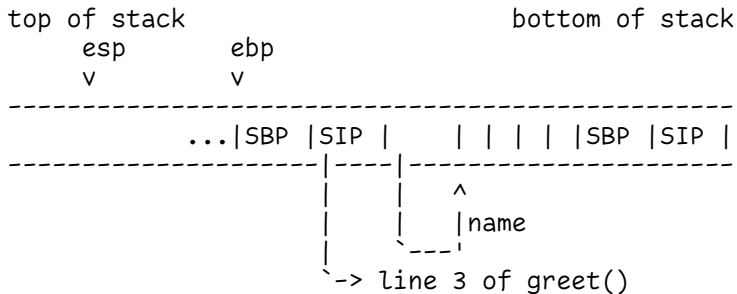 top of stack bottom of stack
esp ebp
v v
-------------------------------------------------
...|SBP |SIP | | | | | |SBP |SIP |
---------------------|----|----------------------
| | ^
| | |name
| `---'
`-> line 3 of greet()